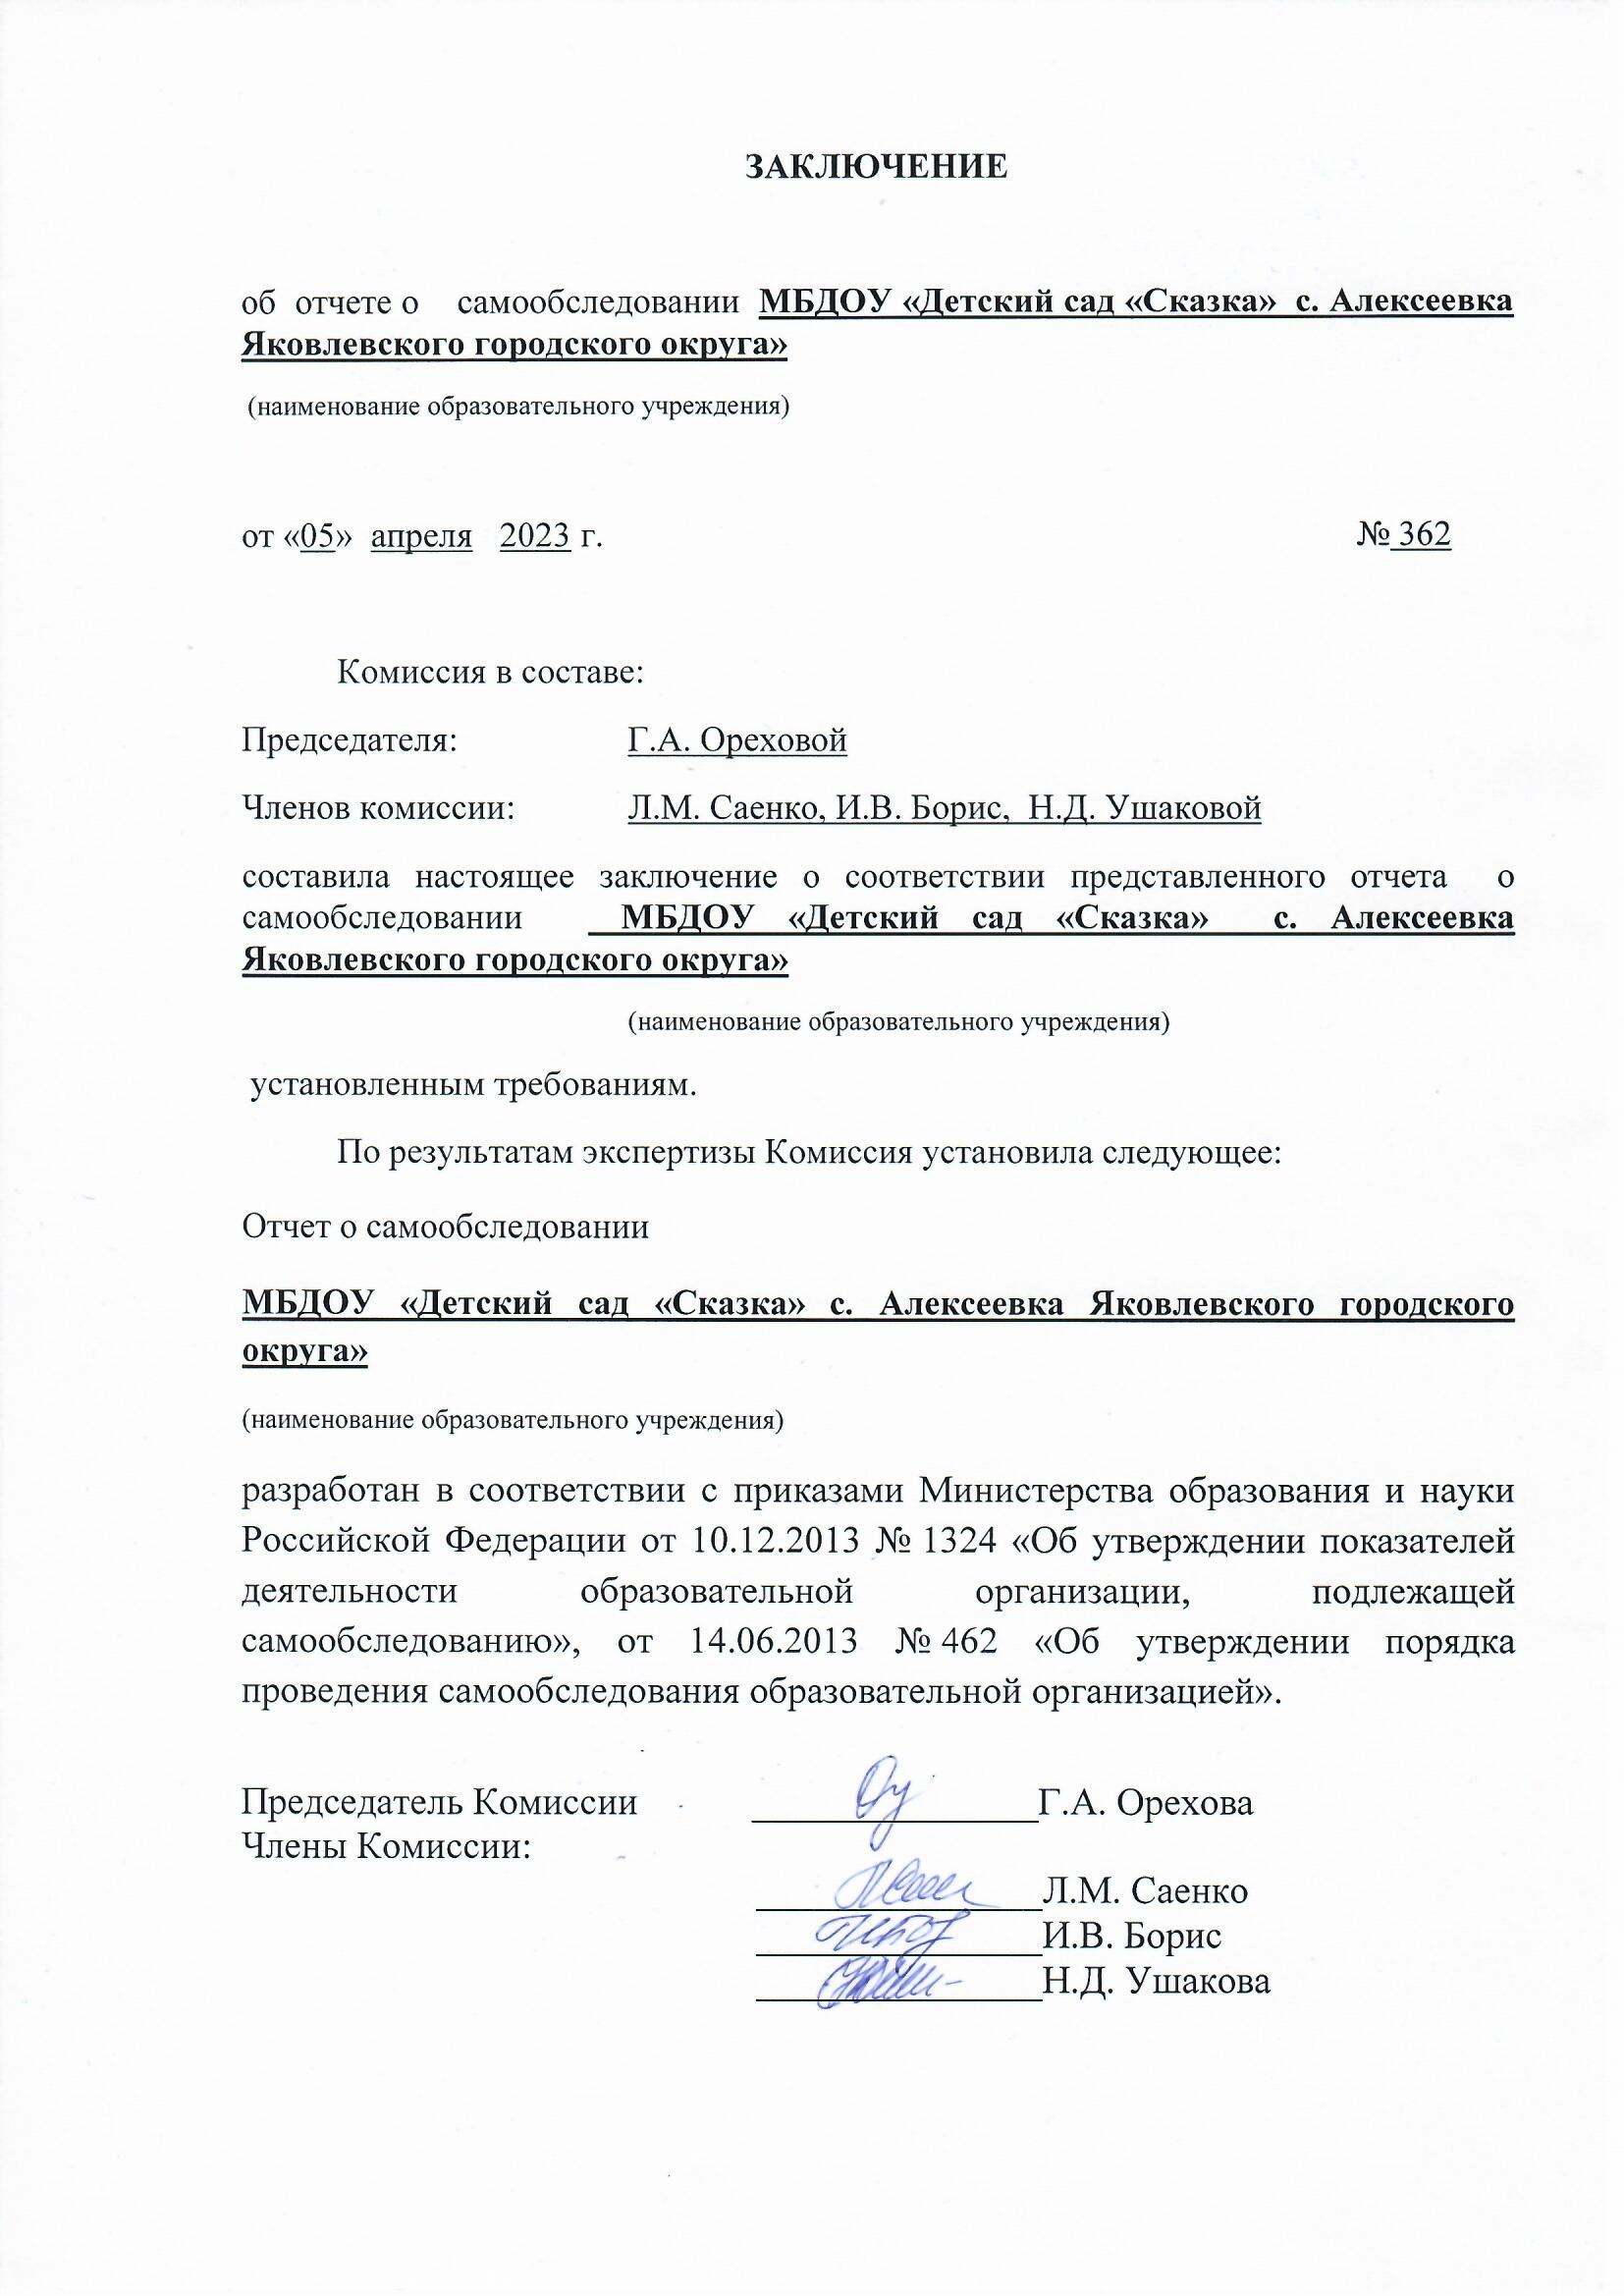 ЗАКЛЮЧЕНИЕ
об отчете о самообследовании МБДОУ «Детский сад «Сказка» с. Алексеевка
Яковлевского городского округа»
(наименование образовательного учреждения)
от «05» апреля 2023 г. № 362
Комиссия в составе:
Председателя: Г.А. Ореховой
Членов комиссии: Л.М. Саенко, И.В. Борис, Н.Д. Ушаковой
составила настоящее заключение о соответствии представленного отчета о
самообследовании МБДОУ «Детский сад «Сказка» с. Алексеевка
Яковлевского городского округа»
(наименование образовательного учреждения)
установленным требованиям.
По результатам экспертизы Комиссия установила следующее:
Отчет о самообследовании
МБДОУ «Детский сад «Сказка» с. Алексеевка Яковлевского городского
округа»
(наименование образовательного учреждения)
разработан в соответствии с приказами Министерства образования и науки
Российской Федерации от 10.12.2013 № 1324 «Об утверждении показателей
деятельности образовательной организации, подлежащей
самообследованию», от 14.06.2013 № 462 «Об утверждении порядка
проведения самообследования образовательной организацией».
Председатель Комиссии Г.А. Орехова
Члены Комиссии:
Л.М. Саенко
И.В. Борис
Н.Д. Ушакова